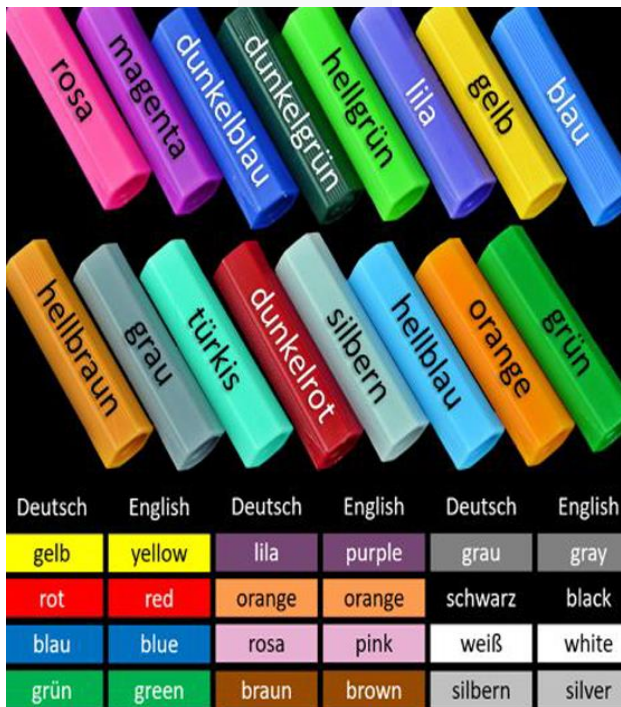 rosa magenta dunkelblau dunkelgrün hellgrün lila gelb blau
hellbraun grau türkis dunkelrot silbern hellblau orange grün
Deutsch English Deutsch English Deutsch English
gelb yellow lila purple grau gray
rot red orange orange schwarz black
blau blue rosa pink weiß white
grün green braun brown silbern silver